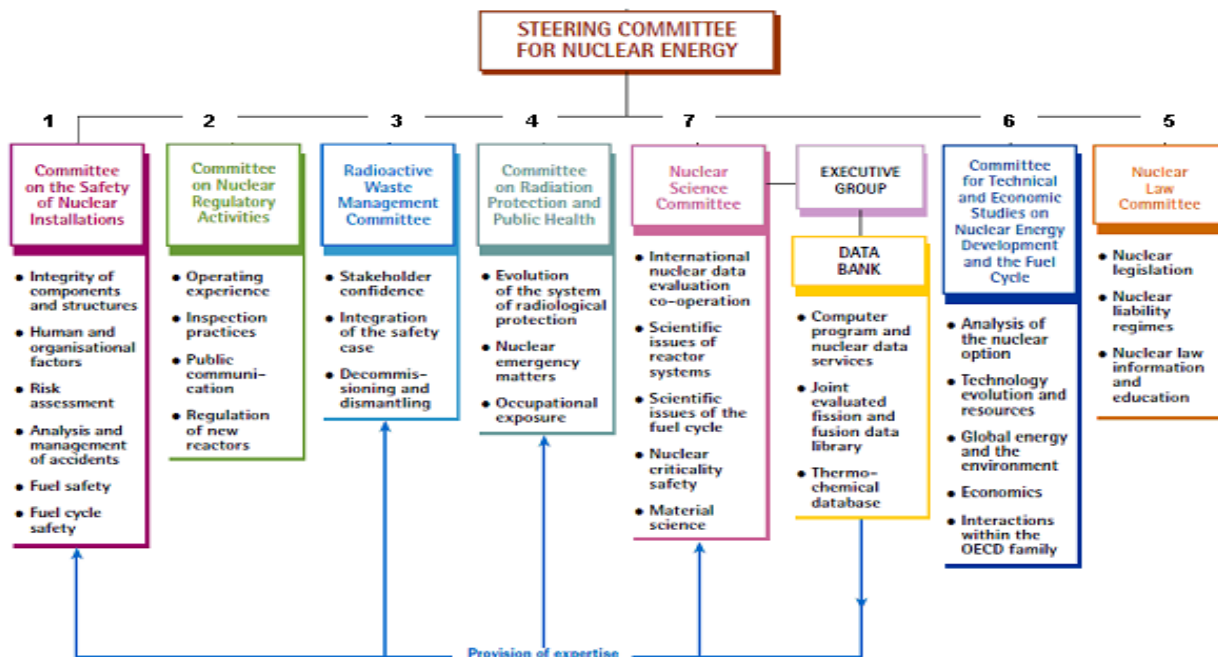 STEERING COMMITTEE
FOR NUCLEAR ENERGY
1
2
3
4
7
6
5
Committee
on the Safety
of Nuclear
Installations
• Integrity of
components
and structures
• Human and
organisational
factors
• Risk
assessment
• Analysis and
management
of accidents
• Fuel safety
• Fuel cycle
safety
Committee
on Nuclear
Regulatory
Activities
• Operating
experience
• Inspection
practices
• Public
communi-
cation
• Regulation
of new
reactors
Radioactive
Waste
Management
Committee
• Stakeholder
confidence
• Integration
of the safety
case
• Decommis-
sioning and
dismantling
Committee
on Radiation
Protection and
Public Health
• Evolution
of the system
of radiological
protection
• Nuclear
emergency
matters
• Occupational
exposure
Nuclear
Science
Committee
• International
nuclear data
evaluation
co-operation
• Scientific
issues of
reactor
systems
• Scientific
issues of the
fuel cycle
• Nuclear
criticality
safety
• Material
science
EXECUTIVE
GROUP
DATA
BANK
• Computer
program and
nuclear data
services
• Joint
evaluated
fission and
fusion data
library
• Thermo-
chemical
database
Committee
for Technical
and Economic
Studies on
Nuclear Energy
Development
and the Fuel
Cycle
• Analysis of
the nuclear
option
• Technology
evolution and
resources
• Global energy
and the
environment
• Economics
• Interactions
within the
OECD family
Nuclear
Law
Committee
• Nuclear
legislation
• Nuclear
liability
regimes
• Nuclear law
information
and
education
Provision of expertise